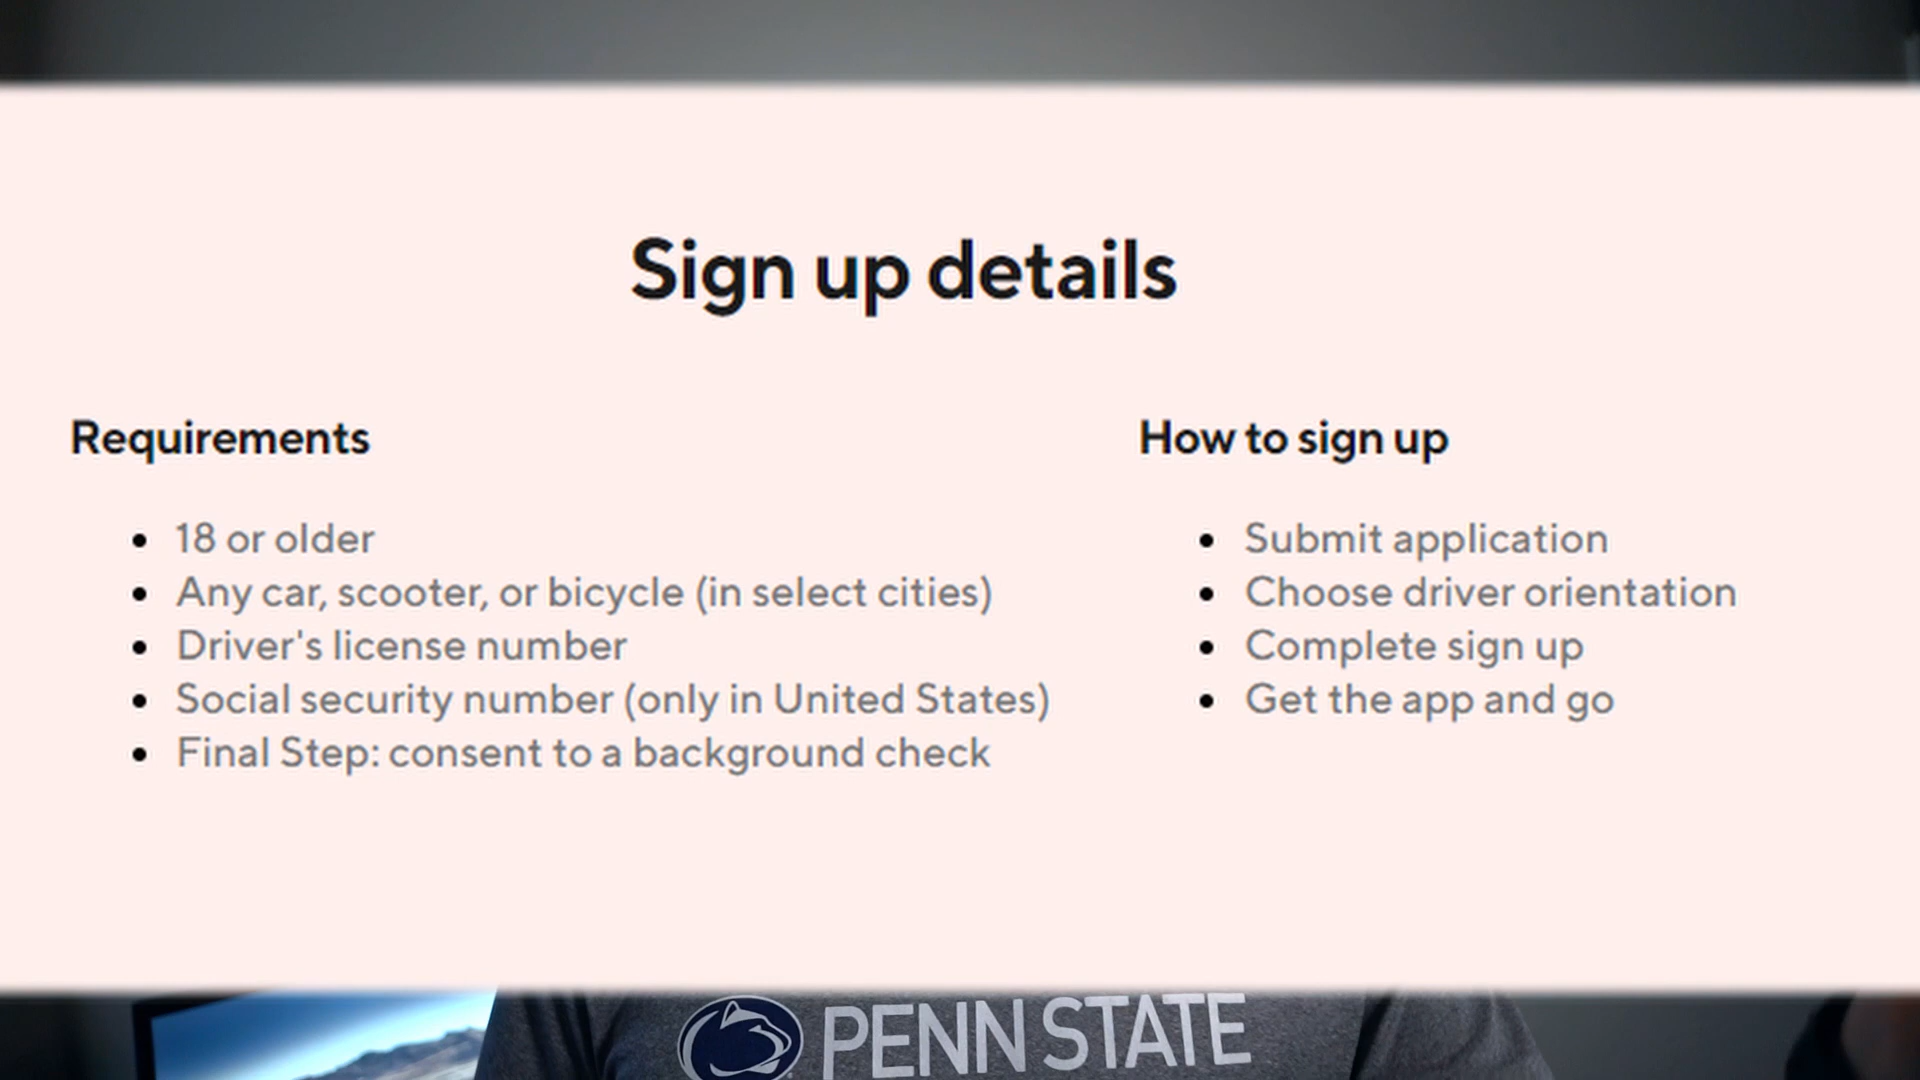 Sign up details
Requirements
18 or older
Any car, scooter, or bicycle (in select cities)
Driver's license number
Social security number (only in United States)
Final Step: consent to a background check
How to sign up
Submit application
Choose driver orientation
Complete sign up
Get the app and go
PENN STATE